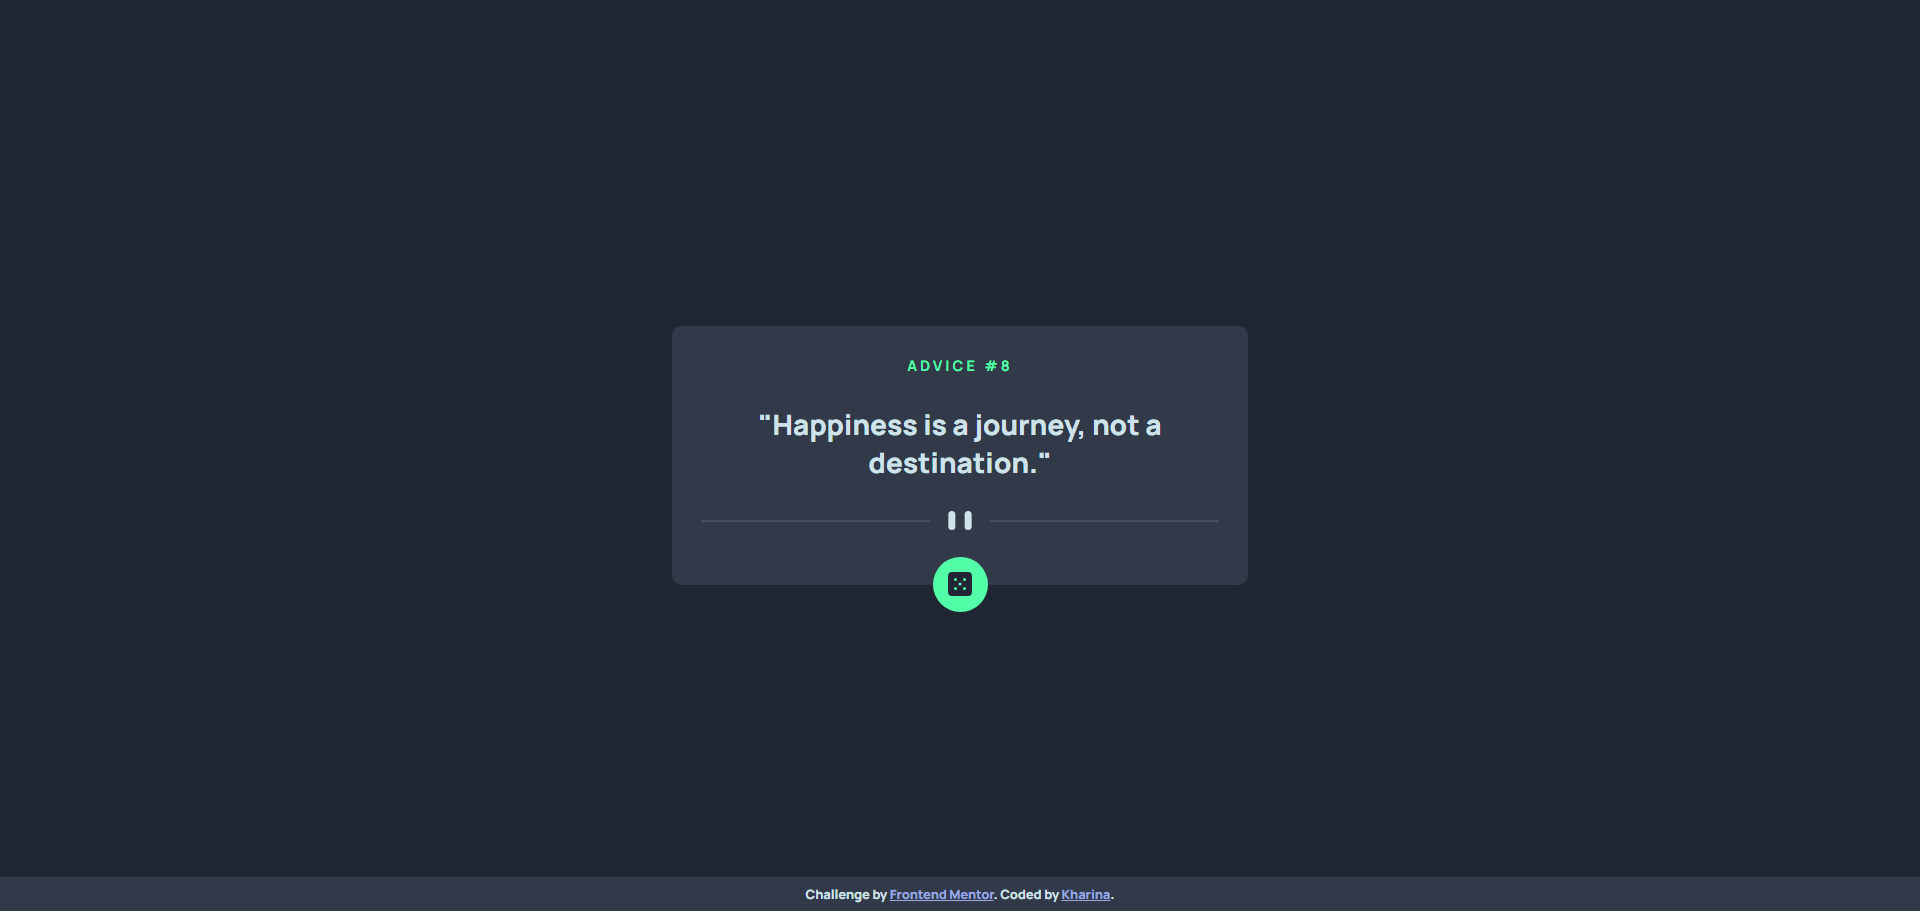 ADVICE #8
"Happiness is a journey, not a
destination."
Challenge by Frontend Mentor. Coded by Kharina.